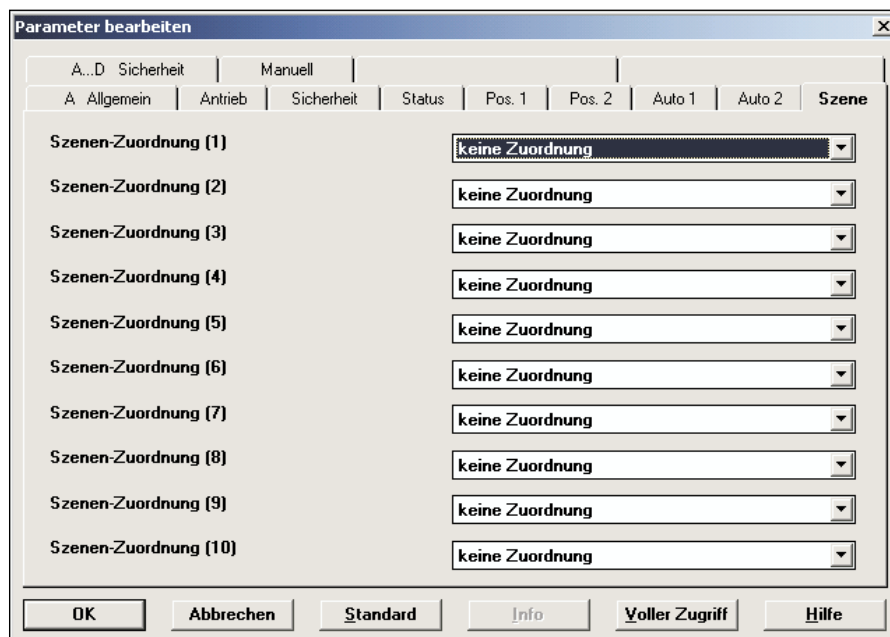 Parameter bearbeiten
A...D Sicherheit Manuell
A Allgemein Antrieb Sicherheit Status Pos. 1 Pos. 2 Auto 1 Auto 2 Szene
Szenen-Zuordnung (1) keine Zuordnung
Szenen-Zuordnung (2) keine Zuordnung
Szenen-Zuordnung (3) keine Zuordnung
Szenen-Zuordnung (4) keine Zuordnung
Szenen-Zuordnung (5) keine Zuordnung
Szenen-Zuordnung (6) keine Zuordnung
Szenen-Zuordnung (7) keine Zuordnung
Szenen-Zuordnung (8) keine Zuordnung
Szenen-Zuordnung (9) keine Zuordnung
Szenen-Zuordnung (10) keine Zuordnung
OK Abbrechen Standard Info Voller Zugriff Hilfe